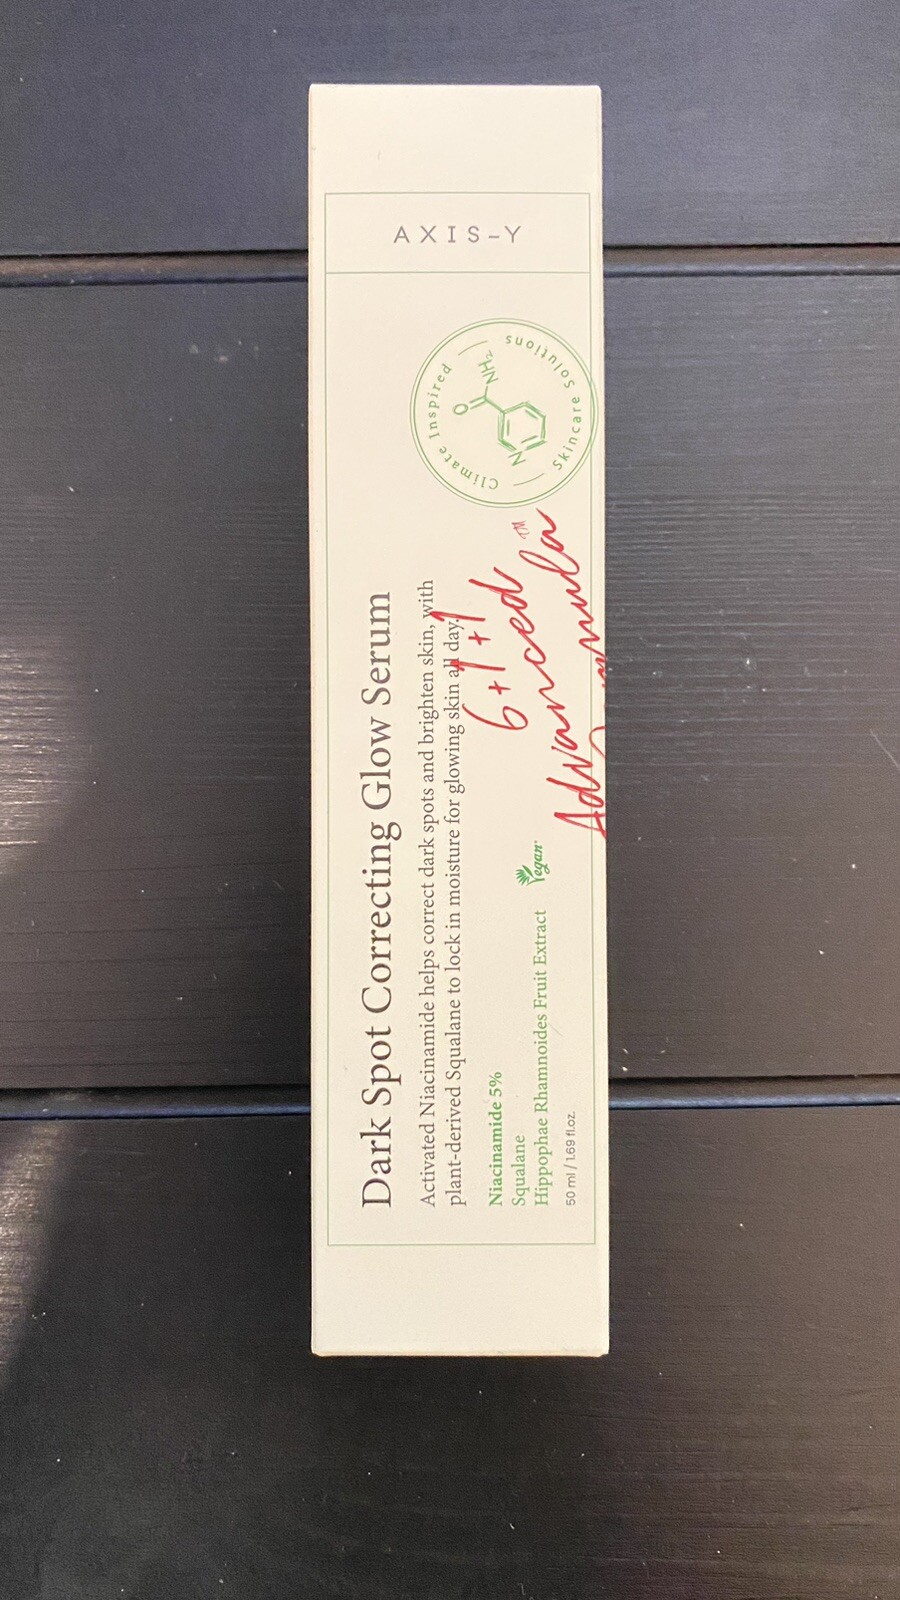 AXIS-Y
Climate Inspired
Skincare Solutions
O
NH₂
N
Dark Spot Correcting Glow Serum
Activated Niacinamide helps correct dark spots and brighten skin, with
plant-derived Squalane to lock in moisture for glowing skin all day.
6+1+1
Advanced™
Niacinamide 5%
Squalane
Hippophae Rhamnoides Fruit Extract
Vegan
50 ml / 1.69 fl.oz.